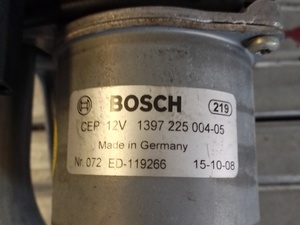 BOSCH 219
CEP 12V 1397 225 004-05
Made in Germany
Nr. 072 ED-119266 15-10-08